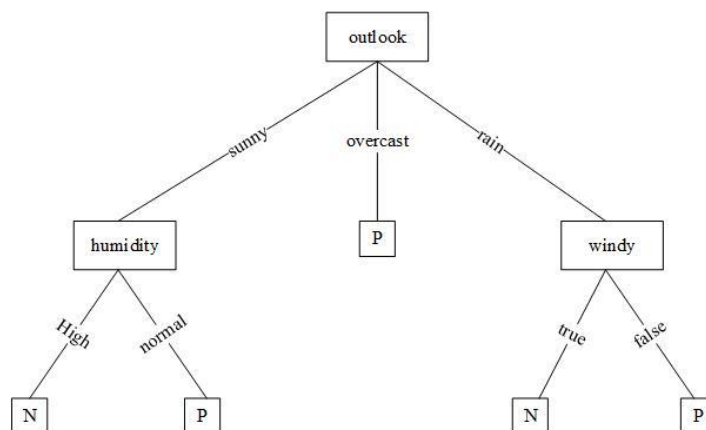 outlook
sunny
overcast
rain
humidity
P
windy
High
normal
true
false
N
P
N
P